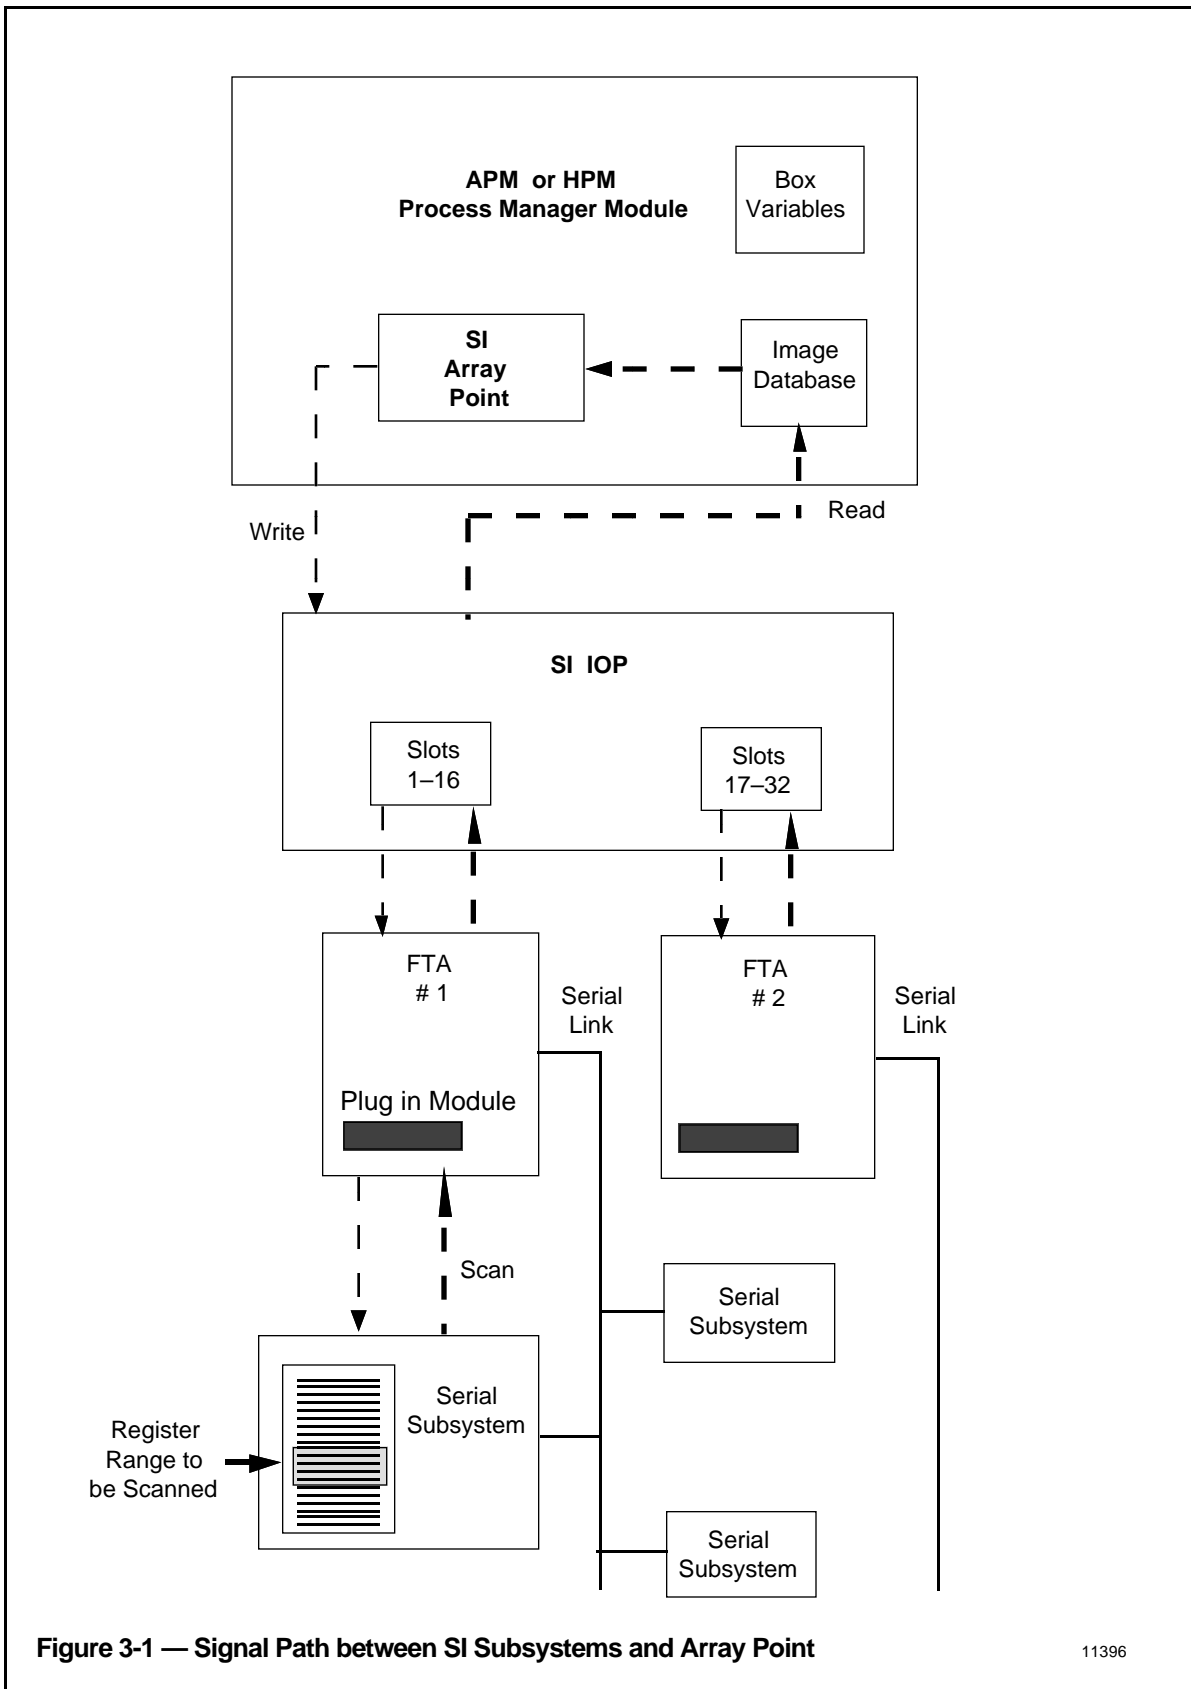 APM or HPM
Process Manager Module
Box
Variables
SI
Array
Point
Image
Database
Write
Read
SI IOP
Slots
1–16
Slots
17–32
FTA
# 1
Serial
Link
FTA
# 2
Serial
Link
Plug in Module
Scan
Serial
Subsystem
Serial
Subsystem
Register
Range to
be Scanned
Serial
Subsystem
Figure 3-1 — Signal Path between SI Subsystems and Array Point
11396